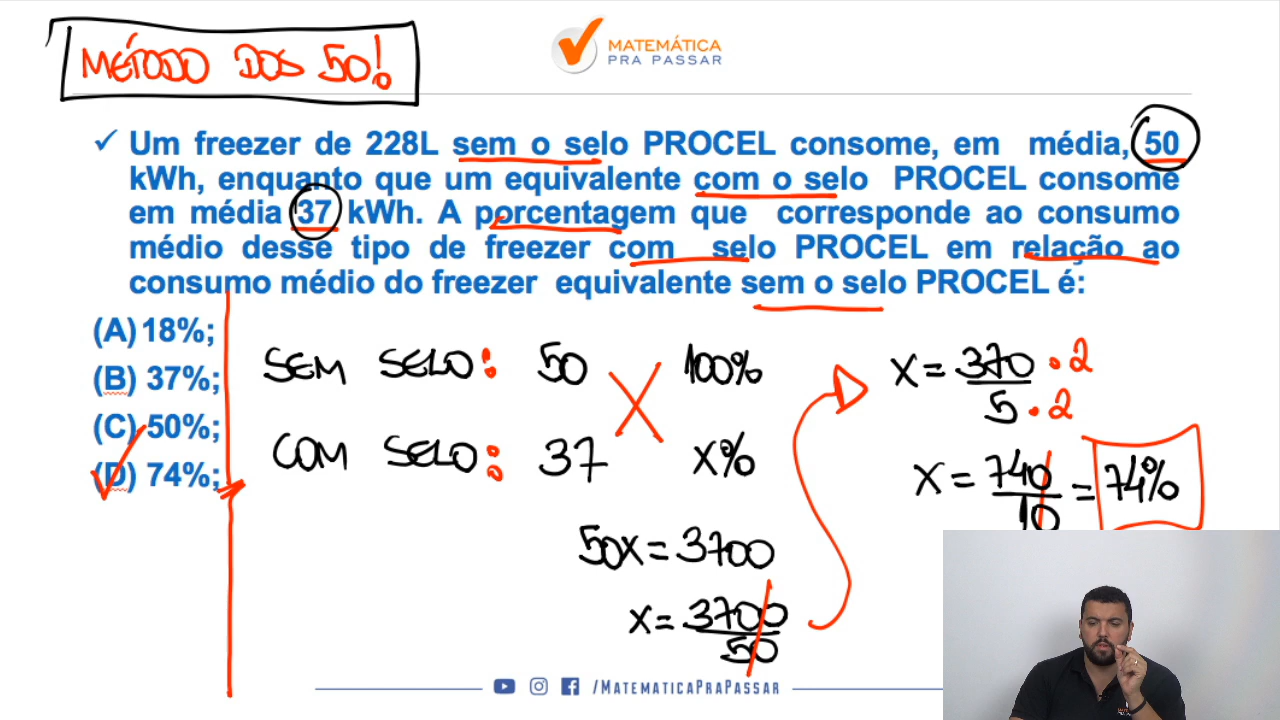 MÉTODO DOS 50!
MATEMÁTICA
PRA PASSAR
✓ Um freezer de 228L sem o selo PROCEL consome, em média, 50
kWh, enquanto que um equivalente com o selo PROCEL consome
em média 37 kWh. A porcentagem que corresponde ao consumo
médio desse tipo de freezer com selo PROCEL em relação ao
consumo médio do freezer equivalente sem o selo PROCEL é:
(A) 18%;
(B) 37%;
(C) 50%;
(D) 74%;
SEM SELO: 50 100%
COM SELO: 37 X%
50X = 3700
X = 3700/50
X = 370·2/5·2
X = 740/10 = 74%
/MATEMATICAPRAPASSAR